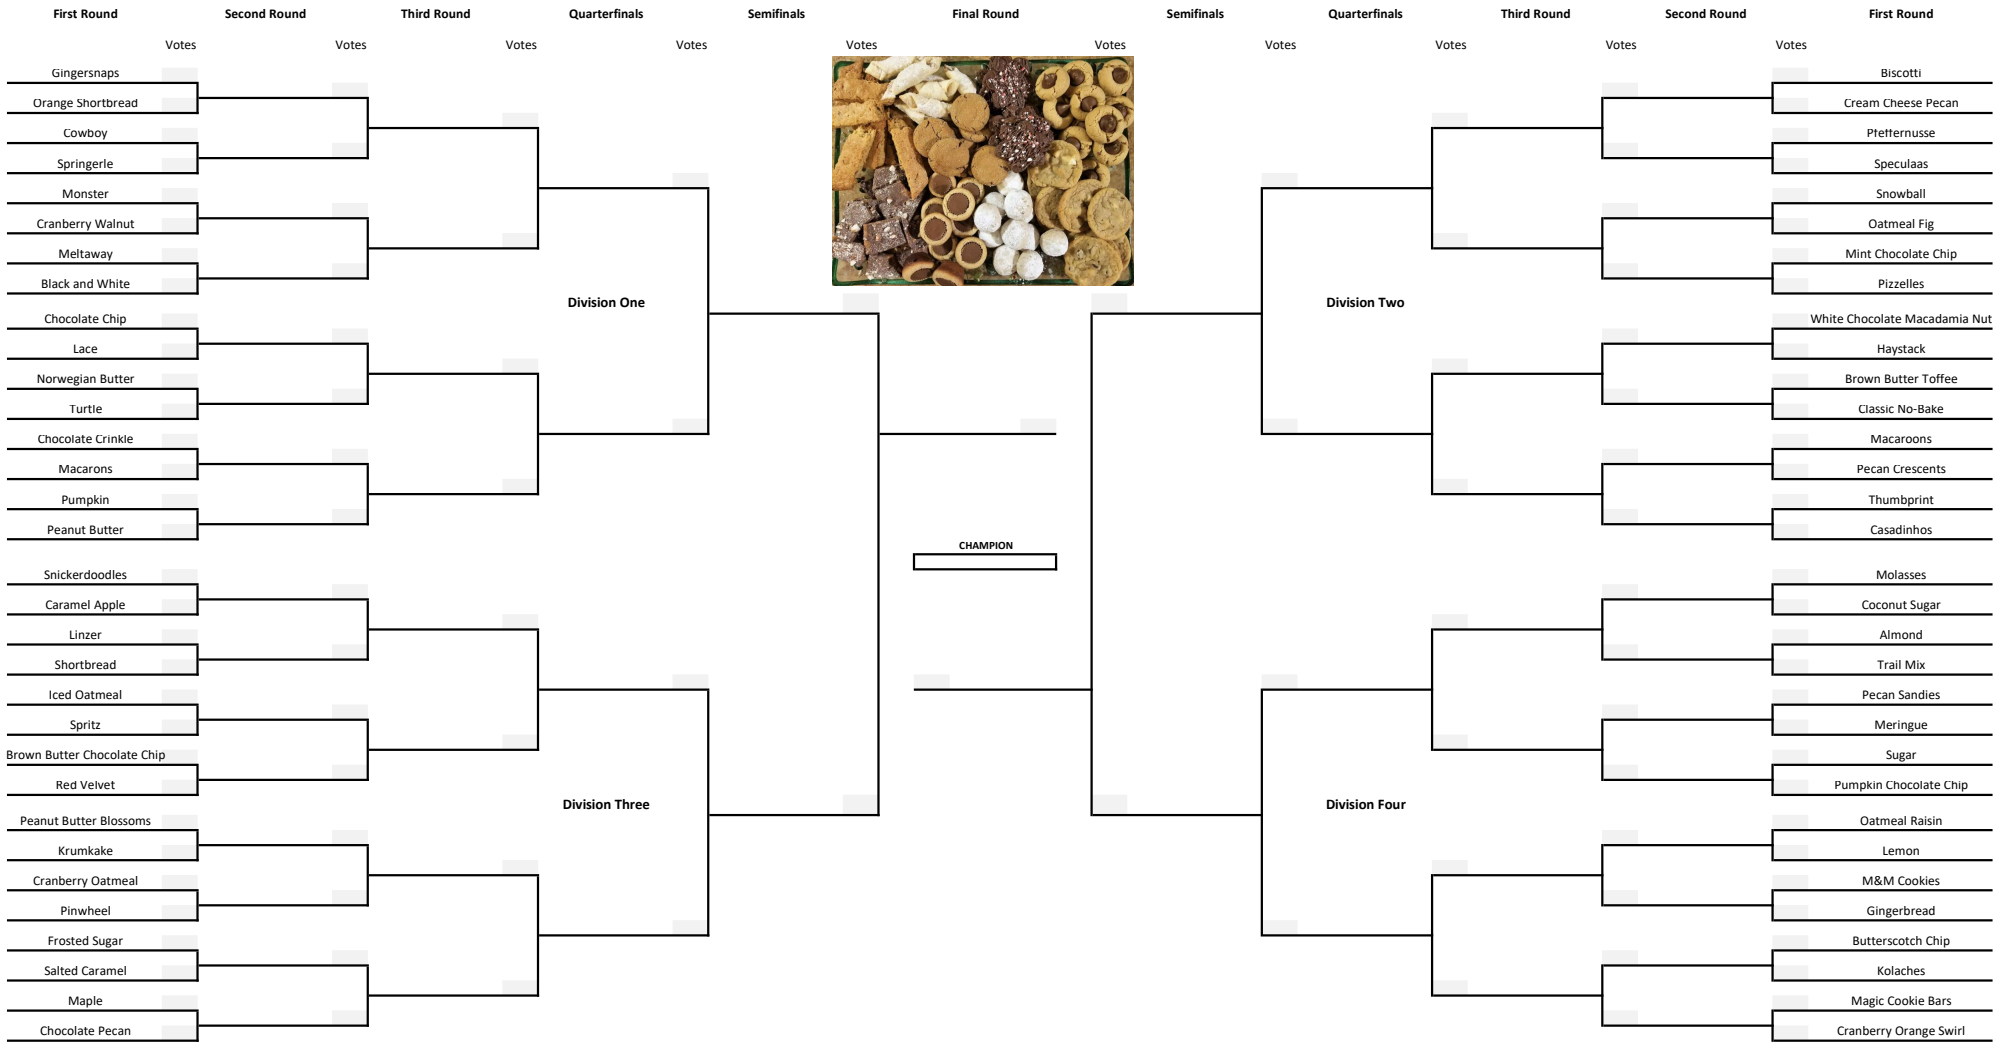 First Round Second Round Third Round Quarterfinals Semifinals Final Round Semifinals Quarterfinals Third Round Second Round First Round
Votes Votes Votes Votes Votes Votes Votes Votes Votes Votes
Gingersnaps
Orange Shortbread
Cowboy
Springerle
Monster
Cranberry Walnut
Meltaway
Black and White
Division One
Chocolate Chip
Lace
Norwegian Butter
Turtle
Chocolate Crinkle
Macarons
Pumpkin
Peanut Butter
Snickerdoodles
Caramel Apple
Linzer
Shortbread
Iced Oatmeal
Spritz
Brown Butter Chocolate Chip
Red Velvet
Division Three
Peanut Butter Blossoms
Krumkake
Cranberry Oatmeal
Pinwheel
Frosted Sugar
Salted Caramel
Maple
Chocolate Pecan
CHAMPION
Biscotti
Cream Cheese Pecan
Pfeffernusse
Speculaas
Snowball
Oatmeal Fig
Mint Chocolate Chip
Pizzelles
Division Two
White Chocolate Macadamia Nut
Haystack
Brown Butter Toffee
Classic No-Bake
Macaroons
Pecan Crescents
Thumbprint
Casadinhos
Molasses
Coconut Sugar
Almond
Trail Mix
Pecan Sandies
Meringue
Sugar
Pumpkin Chocolate Chip
Division Four
Oatmeal Raisin
Lemon
M&M Cookies
Gingerbread
Butterscotch Chip
Kolaches
Magic Cookie Bars
Cranberry Orange Swirl